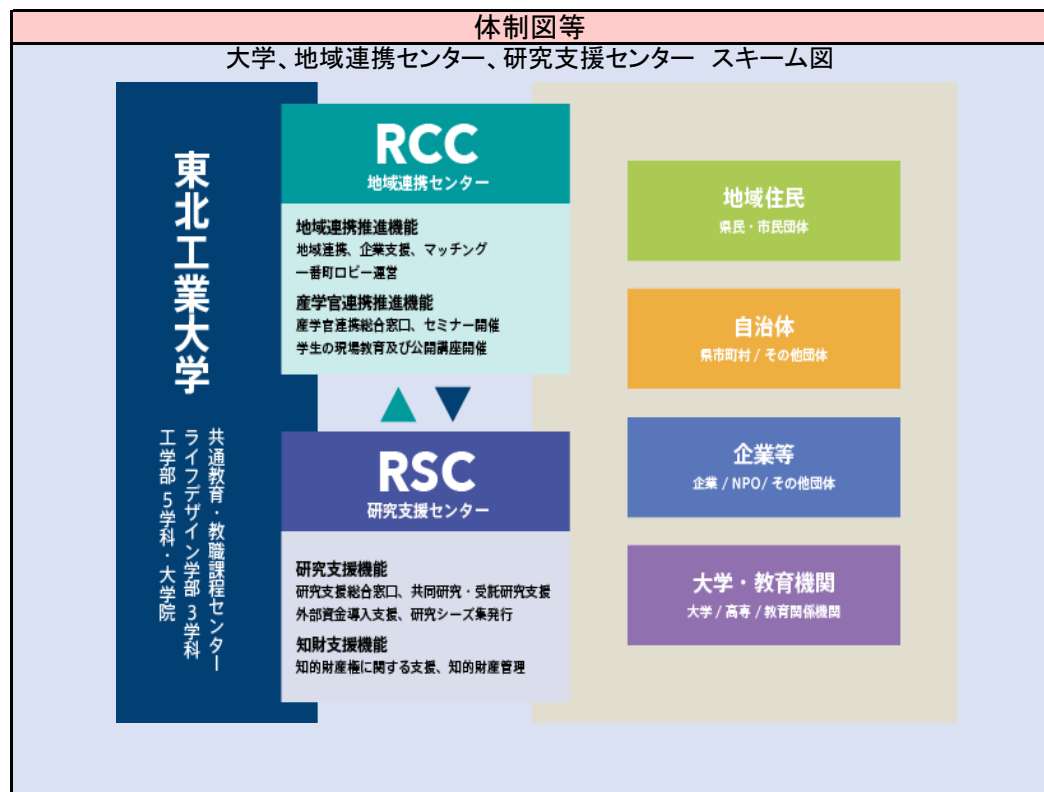 体制図等
大学、地域連携センター、研究支援センター　スキーム図
東北工業大学
共通教育・教職課程センター
ライフデザイン学部 3学科
工学部 5学科・大学院
RCC
地域連携センター
地域連携推進機能
地域連携、企業支援、マッチング
一番町ロビー運営
産学官連携推進機能
産学官連携総合窓口、セミナー開催
学生の現場教育及び公開講座開催
RSC
研究支援センター
研究支援機能
研究支援総合窓口、共同研究・受託研究支援
外部資金導入支援、研究シーズ集発行
知財支援機能
知的財産権に関する支援、知的財産管理
地域住民
県民・市民団体
自治体
県市町村 / その他団体
企業等
企業 / NPO/ その他団体
大学・教育機関
大学 / 高専 / 教育関係機関